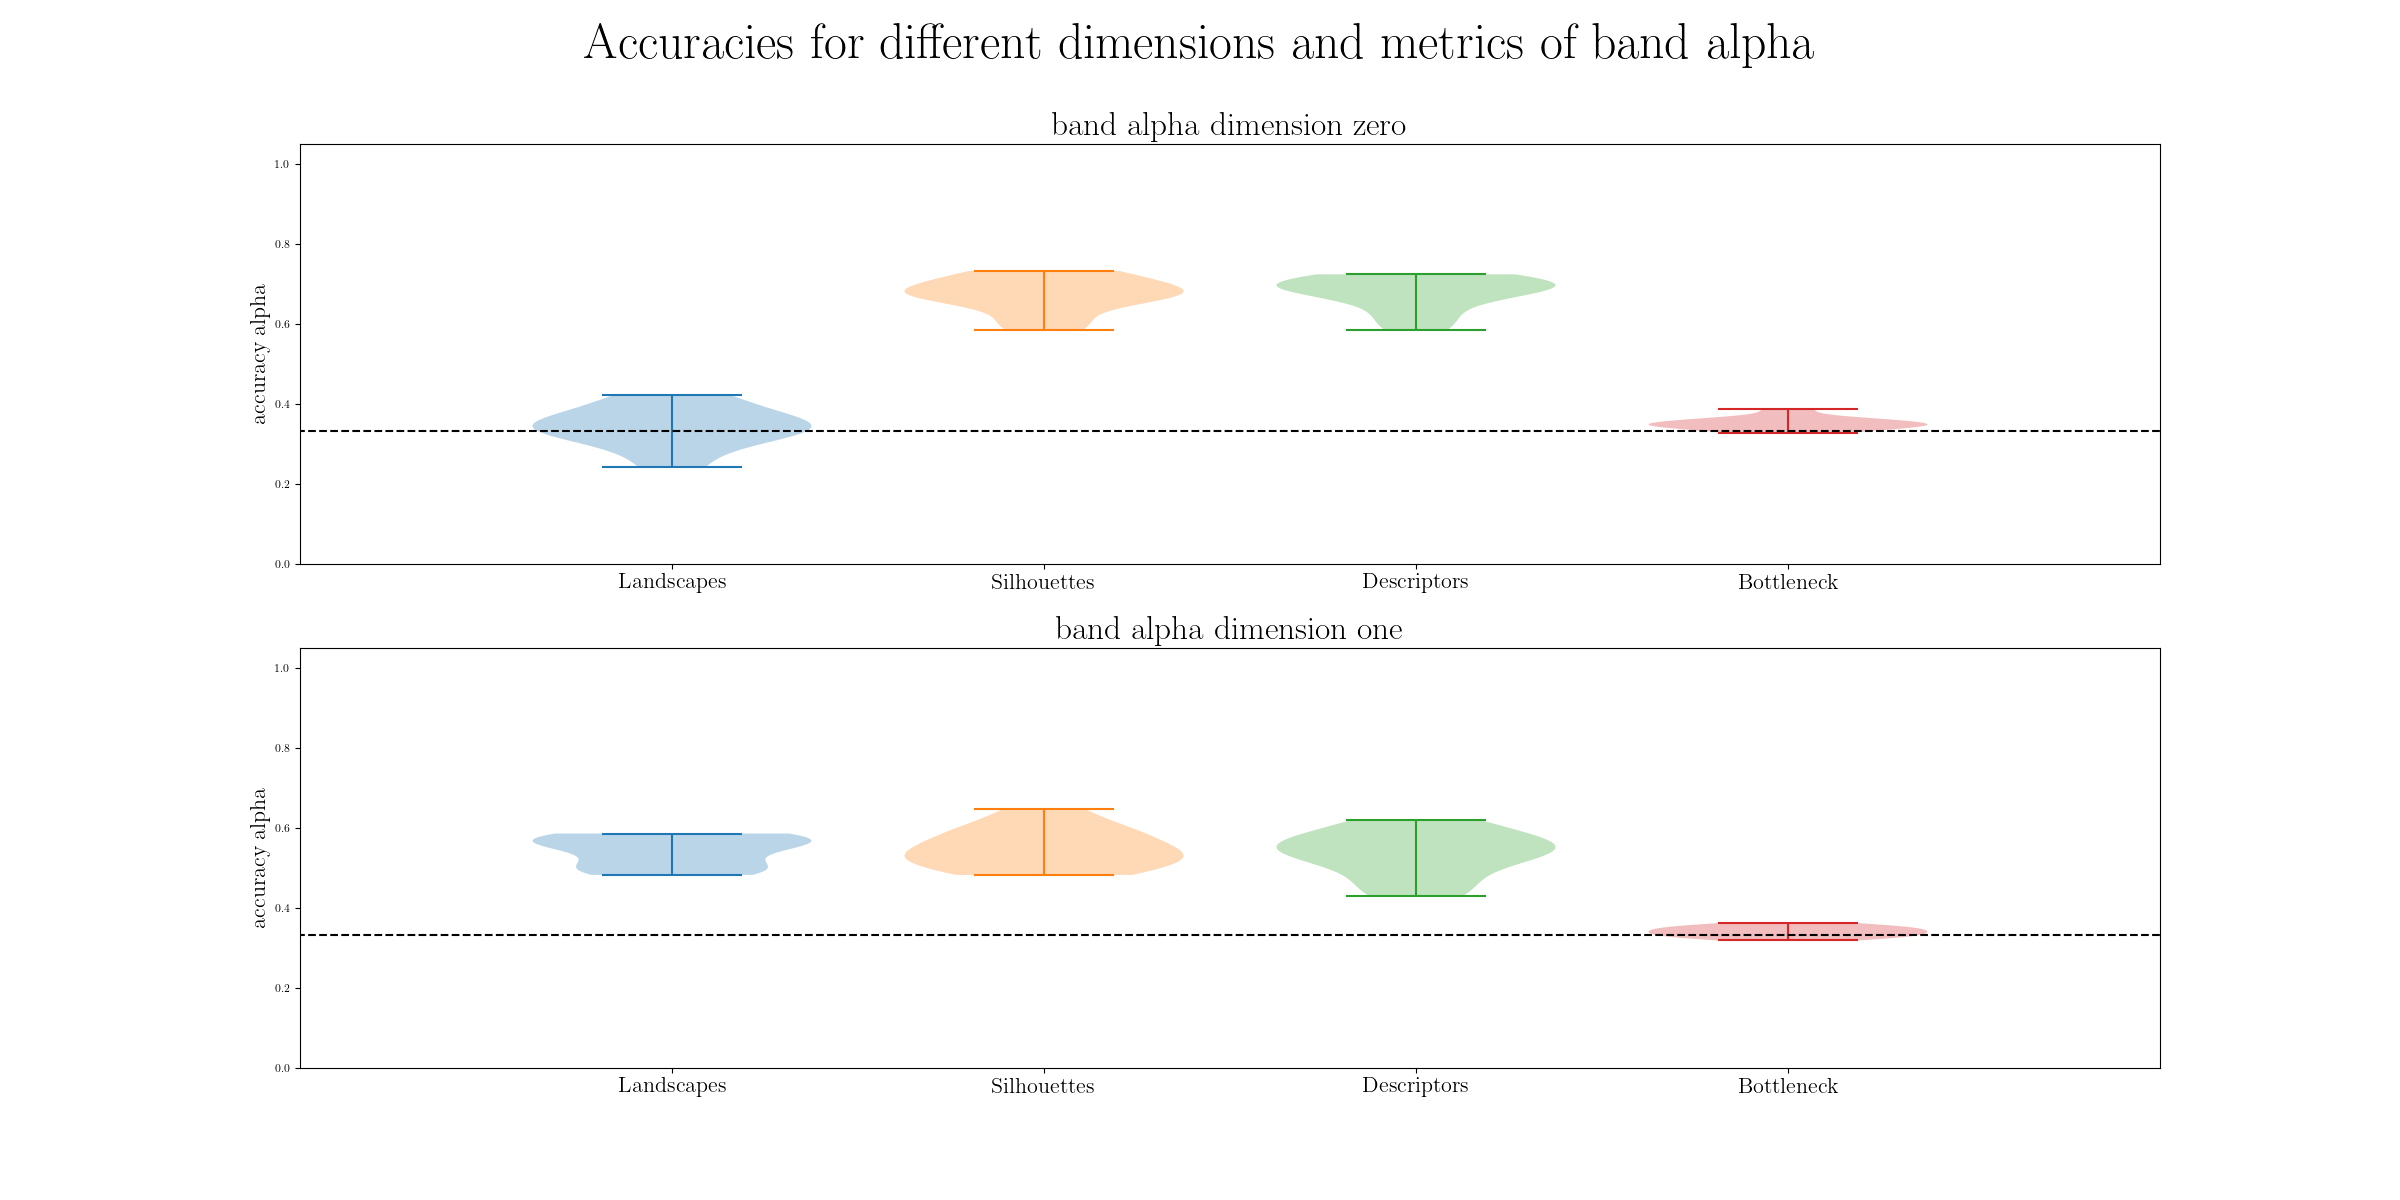 Accuracies for different dimensions and metrics of band alpha
band alpha dimension zero
1.0
0.8
0.6
0.4
0.2
0.0
accuracy alpha
Landscapes Silhouettes Descriptors Bottleneck
band alpha dimension one
1.0
0.8
0.6
0.4
0.2
0.0
accuracy alpha
Landscapes Silhouettes Descriptors Bottleneck